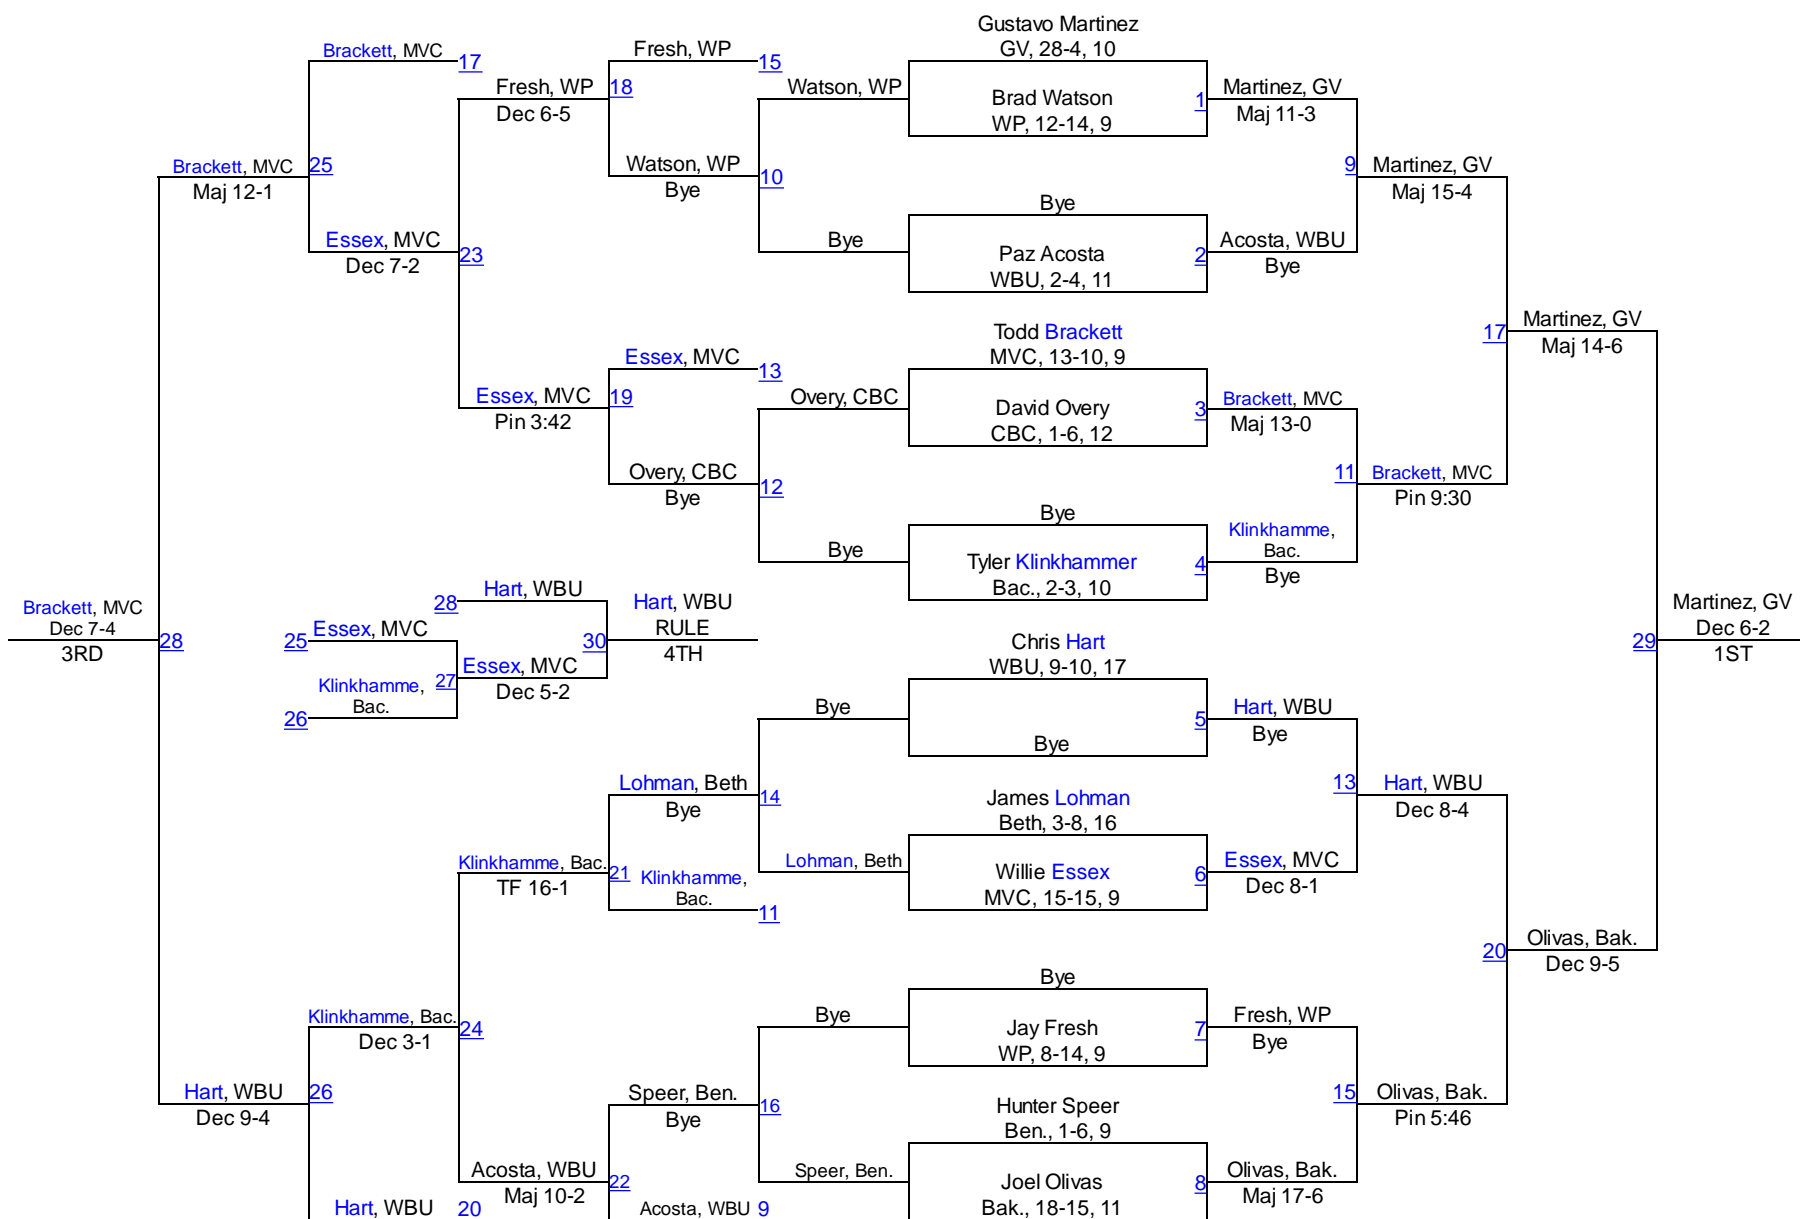 Gustavo Martinez
GV, 28-4, 10
Brackett, MVC
17
Fresh, WP
15
Fresh, WP
18
Dec 6-5
Watson, WP
Brad Watson
WP, 12-14, 9
1
Martinez, GV
Maj 11-3
Brackett, MVC
25
Maj 12-1
Watson, WP
10
Bye
9
Martinez, GV
Maj 15-4
Bye
Essex, MVC
23
Dec 7-2
Bye
Paz Acosta
WBU, 2-4, 11
2
Acosta, WBU
Bye
Todd Brackett
MVC, 13-10, 9
17
Martinez, GV
Maj 14-6
Essex, MVC
13
Essex, MVC
19
Pin 3:42
Overy, CBC
David Overy
CBC, 1-6, 12
3
Brackett, MVC
Maj 13-0
Overy, CBC
12
Bye
11
Brackett, MVC
Pin 9:30
Bye
Bye
Tyler Klinkhammer
Bac., 2-3, 10
4
Klinkhamme,
Bac.
Bye
Brackett, MVC
Dec 7-4
3RD
28
28
Hart, WBU
25
Essex, MVC
Essex, MVC
27
Dec 5-2
Klinkhamme,
Bac.
26
30
Hart, WBU
RULE
4TH
29
Martinez, GV
Dec 6-2
1ST
Chris Hart
WBU, 9-10, 17
Bye
5
Hart, WBU
Bye
Bye
Lohman, Beth
14
Bye
James Lohman
Beth, 3-8, 16
13
Hart, WBU
Dec 8-4
Klinkhamme, Bac.
21
TF 16-1
Klinkhamme,
Bac.
11
Lohman, Beth
Willie Essex
MVC, 15-15, 9
6
Essex, MVC
Dec 8-1
20
Olivas, Bak.
Dec 9-5
Bye
Klinkhamme, Bac.
24
Dec 3-1
Bye
Jay Fresh
WP, 8-14, 9
7
Fresh, WP
Bye
Hart, WBU
26
Dec 9-4
Speer, Ben.
16
Bye
Hunter Speer
Ben., 1-6, 9
15
Olivas, Bak.
Pin 5:46
Acosta, WBU
22
Maj 10-2
Speer, Ben.
Joel Olivas
Bak., 18-15, 11
8
Olivas, Bak.
Maj 17-6
Hart, WBU
20
Acosta, WBU
9